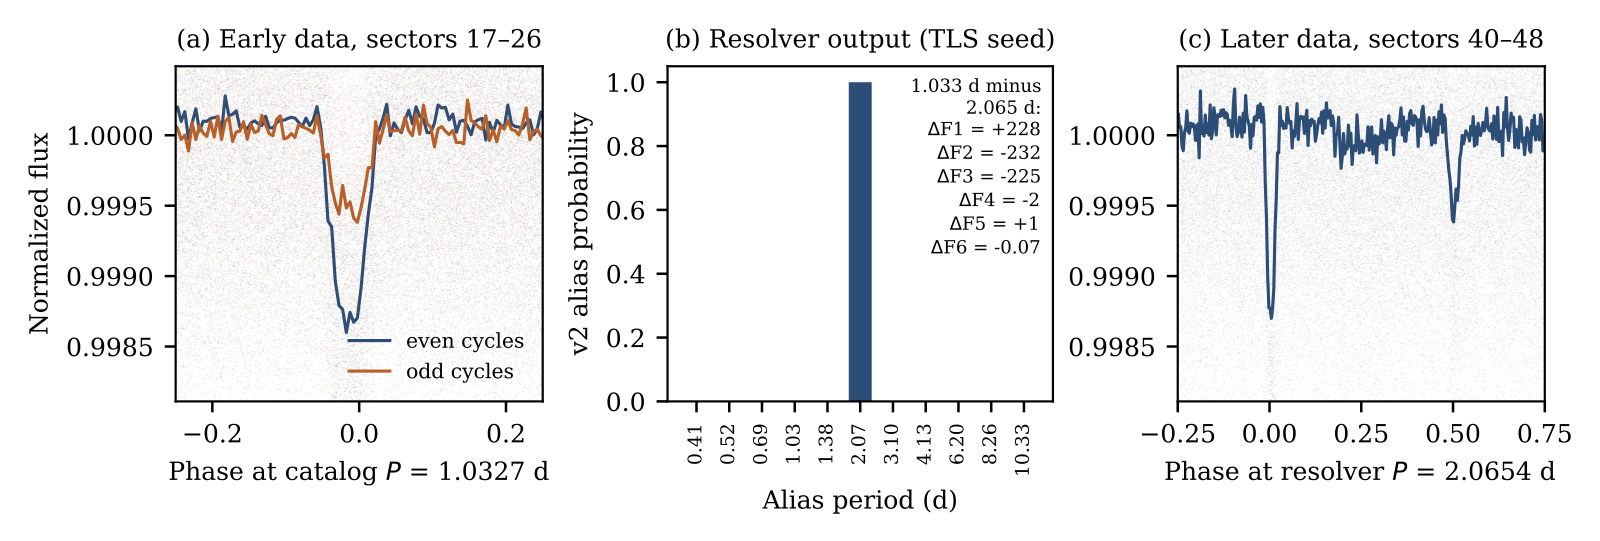 (a) Early data, sectors 17–26
Normalized flux
1.0000
0.9995
0.9990
0.9985
even cycles
odd cycles
−0.2
0.0
0.2
Phase at catalog P = 1.0327 d
(b) Resolver output (TLS seed)
v2 alias probability
1.0
0.8
0.6
0.4
0.2
0.0
1.033 d minus
2.065 d:
ΔF1 = +228
ΔF2 = -232
ΔF3 = -225
ΔF4 = -2
ΔF5 = +1
ΔF6 = -0.07
0.41
0.52
0.69
1.03
1.38
2.07
3.10
4.13
6.20
8.26
10.33
Alias period (d)
(c) Later data, sectors 40–48
1.0000
0.9995
0.9990
0.9985
−0.25
0.00
0.25
0.50
0.75
Phase at resolver P = 2.0654 d